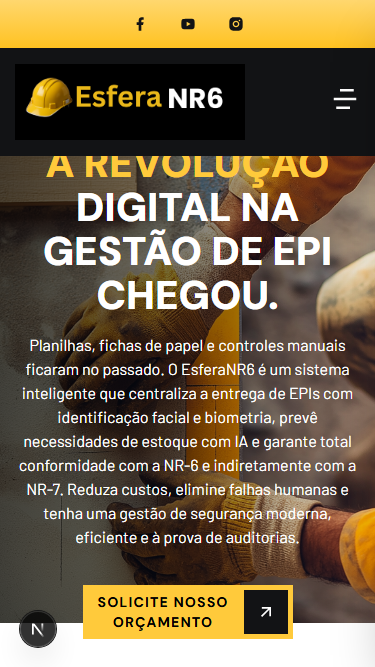 Esfera NR6
A REVOLUÇÃO
DIGITAL NA
GESTÃO DE EPI
CHEGOU.
Planilhas, fichas de papel e controles manuais
ficaram no passado. O EsferaNR6 é um sistema
inteligente que centraliza a entrega de EPIs com
identificação facial e biometria, prevê
necessidades de estoque com IA e garante total
conformidade com a NR-6 e indiretamente com a
NR-7. Reduza custos, elimine falhas humanas e
tenha uma gestão de segurança moderna,
eficiente e à prova de auditorias.
SOLICITE NOSSO
ORÇAMENTO
N